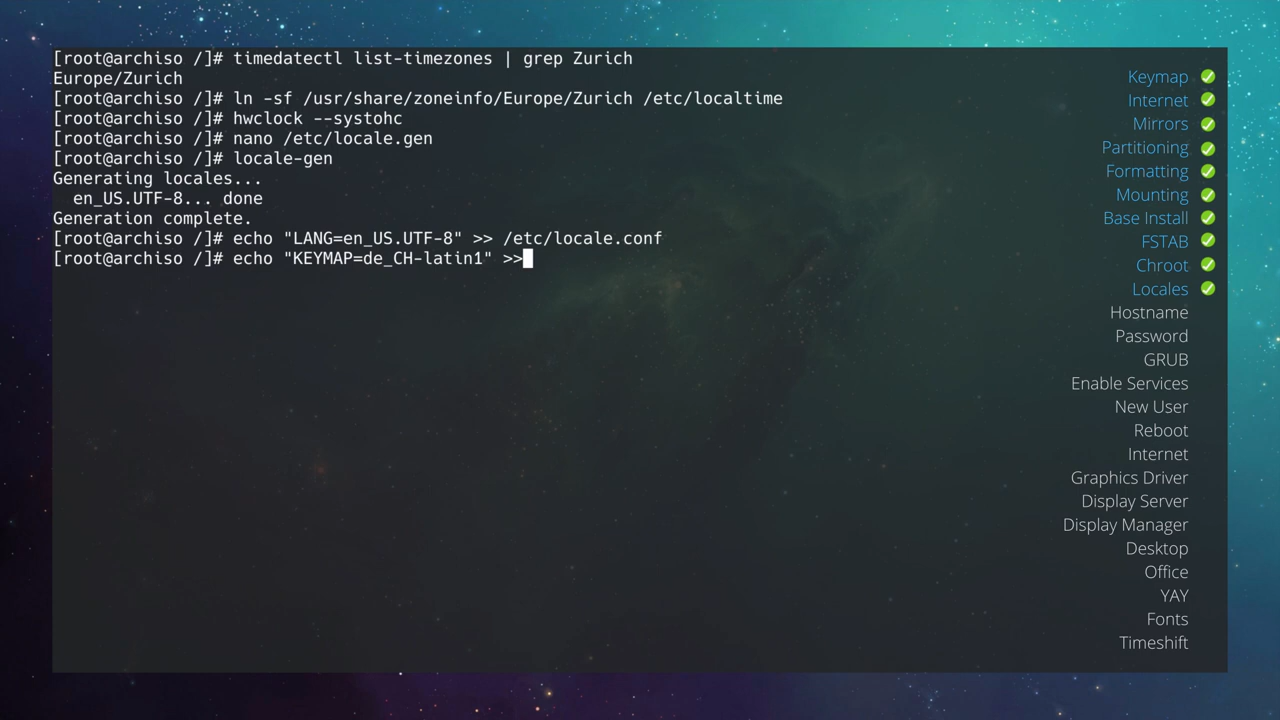 [root@archiso /]# timedatectl list-timezones | grep Zurich
Europe/Zurich
[root@archiso /]# ln -sf /usr/share/zoneinfo/Europe/Zurich /etc/localtime
[root@archiso /]# hwclock --systohc
[root@archiso /]# nano /etc/locale.gen
[root@archiso /]# locale-gen
Generating locales...
  en_US.UTF-8... done
Generation complete.
[root@archiso /]# echo "LANG=en_US.UTF-8" >> /etc/locale.conf
[root@archiso /]# echo "KEYMAP=de_CH-latin1" >>
Keymap
Internet
Mirrors
Partitioning
Formatting
Mounting
Base Install
FSTAB
Chroot
Locales
Hostname
Password
GRUB
Enable Services
New User
Reboot
Internet
Graphics Driver
Display Server
Display Manager
Desktop
Office
YAY
Fonts
Timeshift